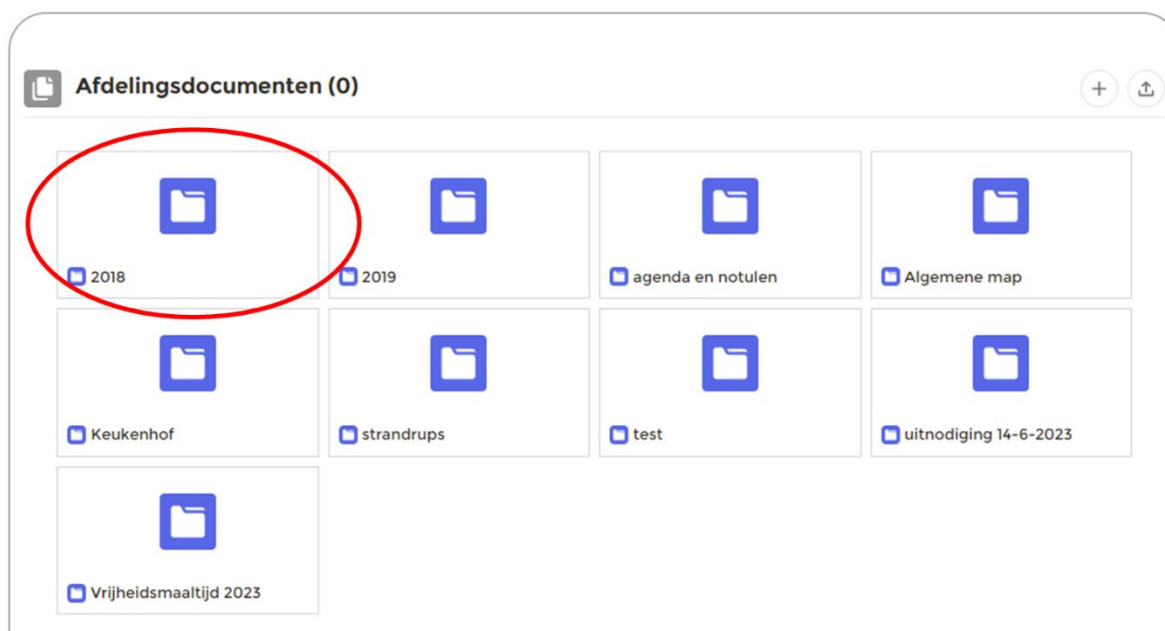 Afdelingsdocumenten (0)
2018
2019
agenda en notulen
Algemene map
Keukenhof
strandrups
test
uitnodiging 14-6-2023
Vrijheidsmaaltijd 2023